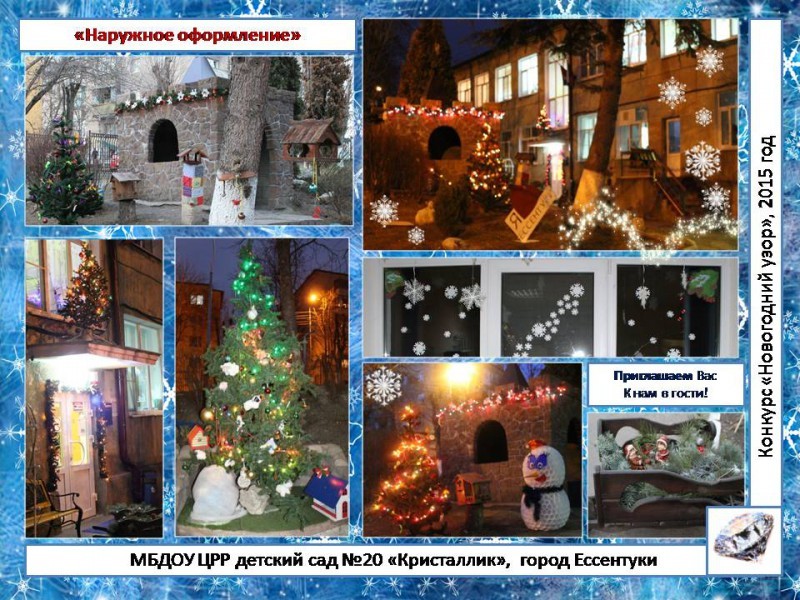 «Наружное оформление»
Я
ЕССЕНТУКИ
Приглашаем Вас
К нам в гости!
Конкурс «Новогодний узор», 2015 год
МБДОУ ЦРР детский сад №20 «Кристаллик», город Ессентуки